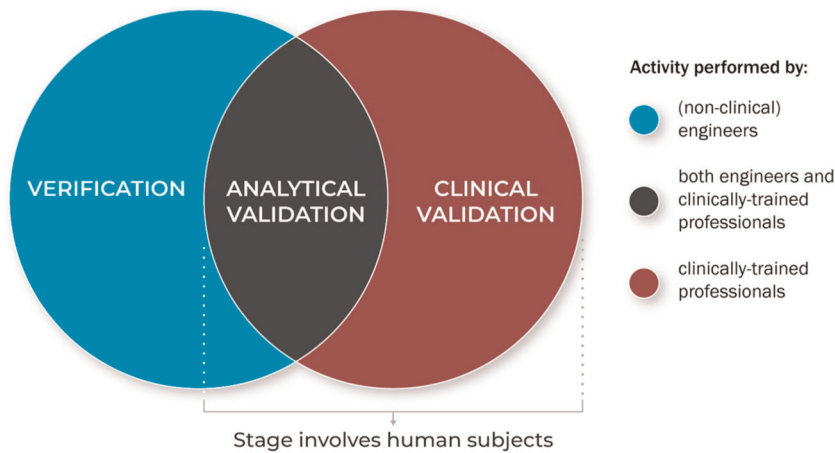 VERIFICATION
ANALYTICAL
VALIDATION
CLINICAL
VALIDATION
Activity performed by:
(non-clinical)
engineers
both engineers and
clinically-trained
professionals
clinically-trained
professionals
Stage involves human subjects